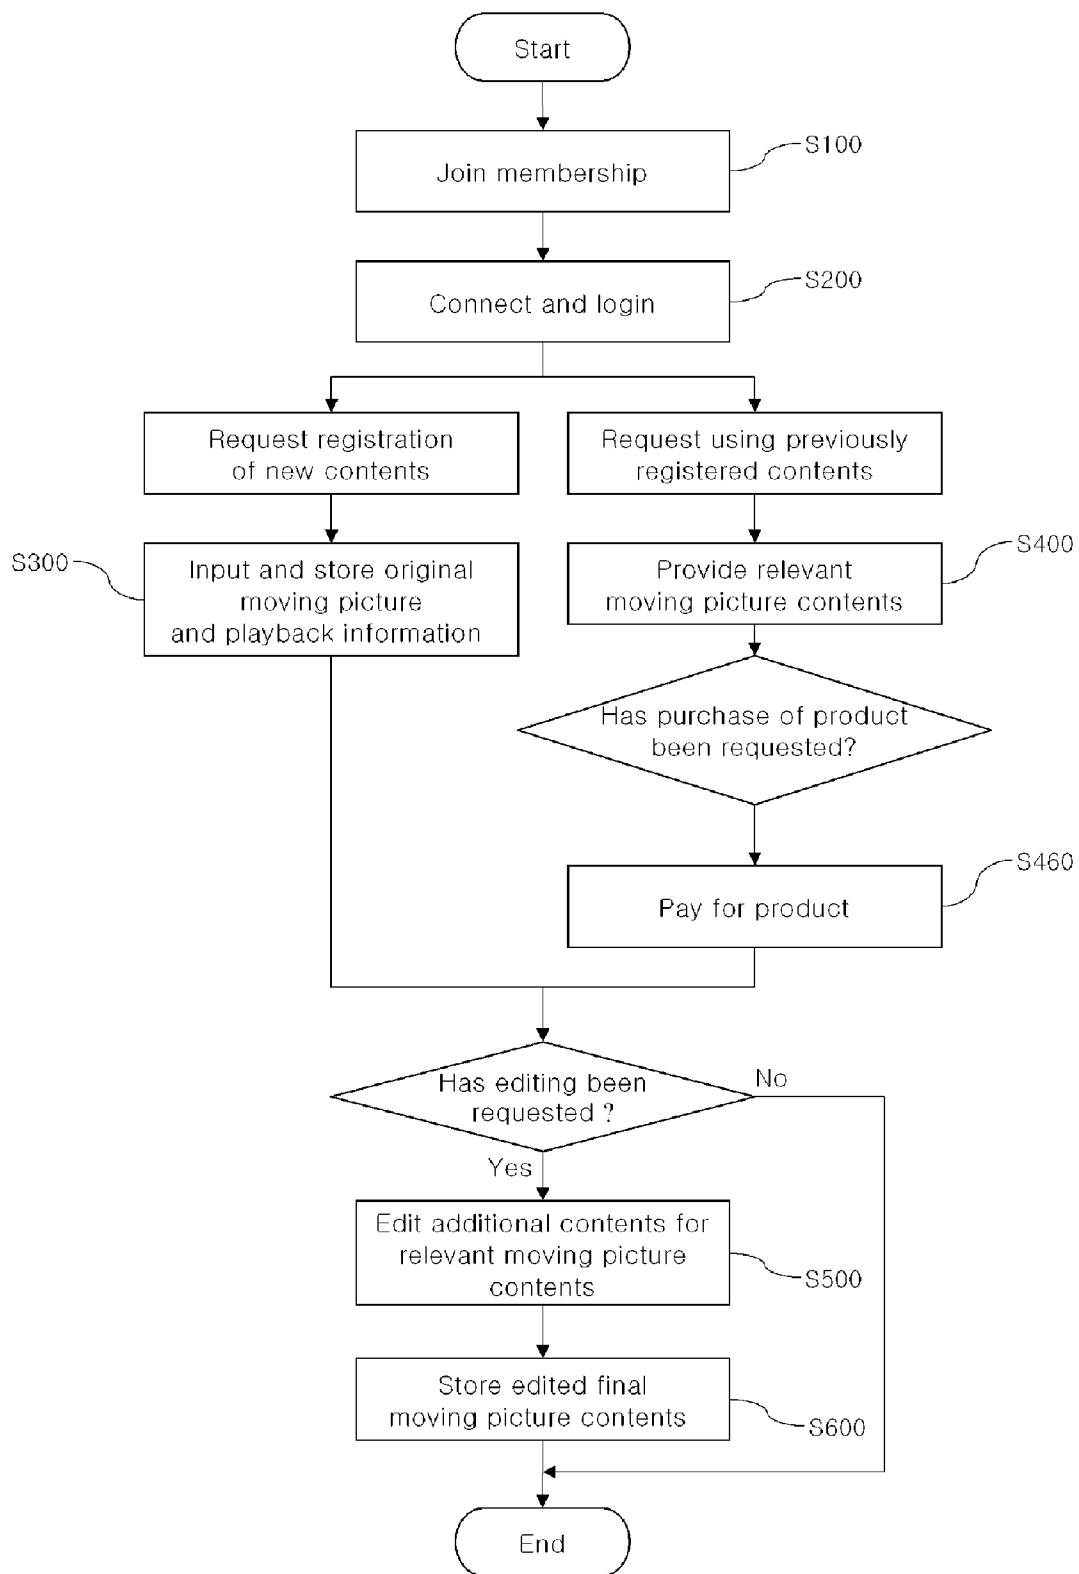 Start
Join membership
S100
Connect and login
S200
Request registration
of new contents
Request using previously
registered contents
S300
Input and store original
moving picture
and playback information
Provide relevant
moving picture contents
S400
Has purchase of product
been requested?
Pay for product
S460
Has editing been
requested ?
No
Yes
Edit additional contents for
relevant moving picture
contents
S500
Store edited final
moving picture contents
S600
End